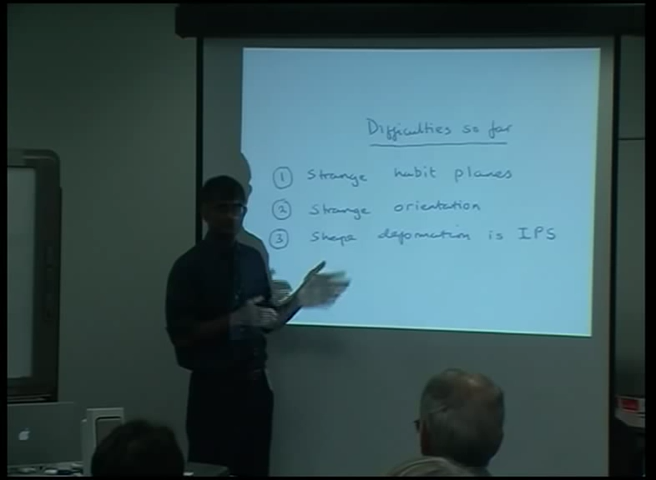 Difficulties so far
1 Strange habit planes
2 Strange orientation
3 Shape deformation is IPS